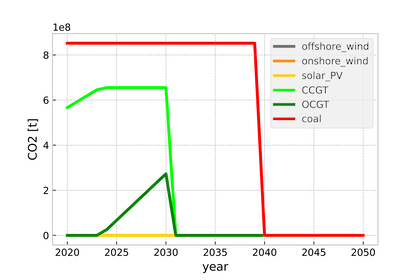 1e8
8
6
4
2
0
CO2 [t]
offshore_wind
onshore_wind
solar_PV
CCGT
OCGT
coal
2020 2025 2030 2035 2040 2045 2050
year